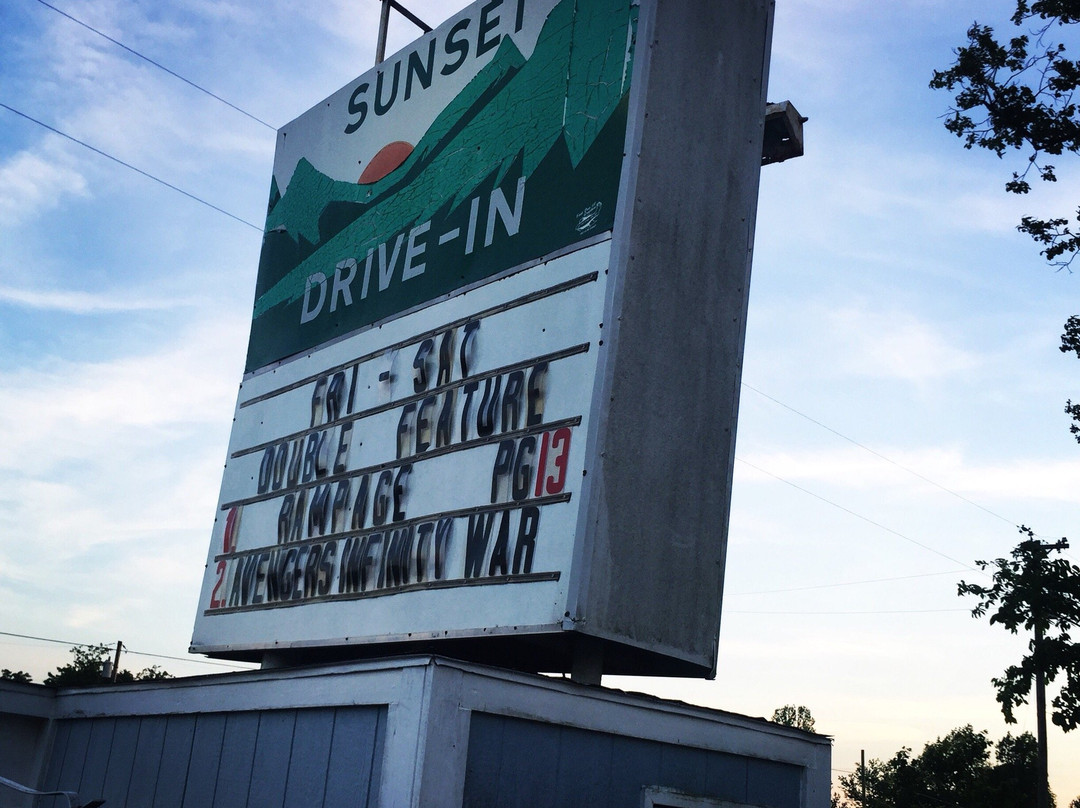 SUNSET
DRIVE-IN
FRI - SAT
DOUBLE FEATURE
1. RAMPAGE PG13
2. AVENGERS INFINITY WAR